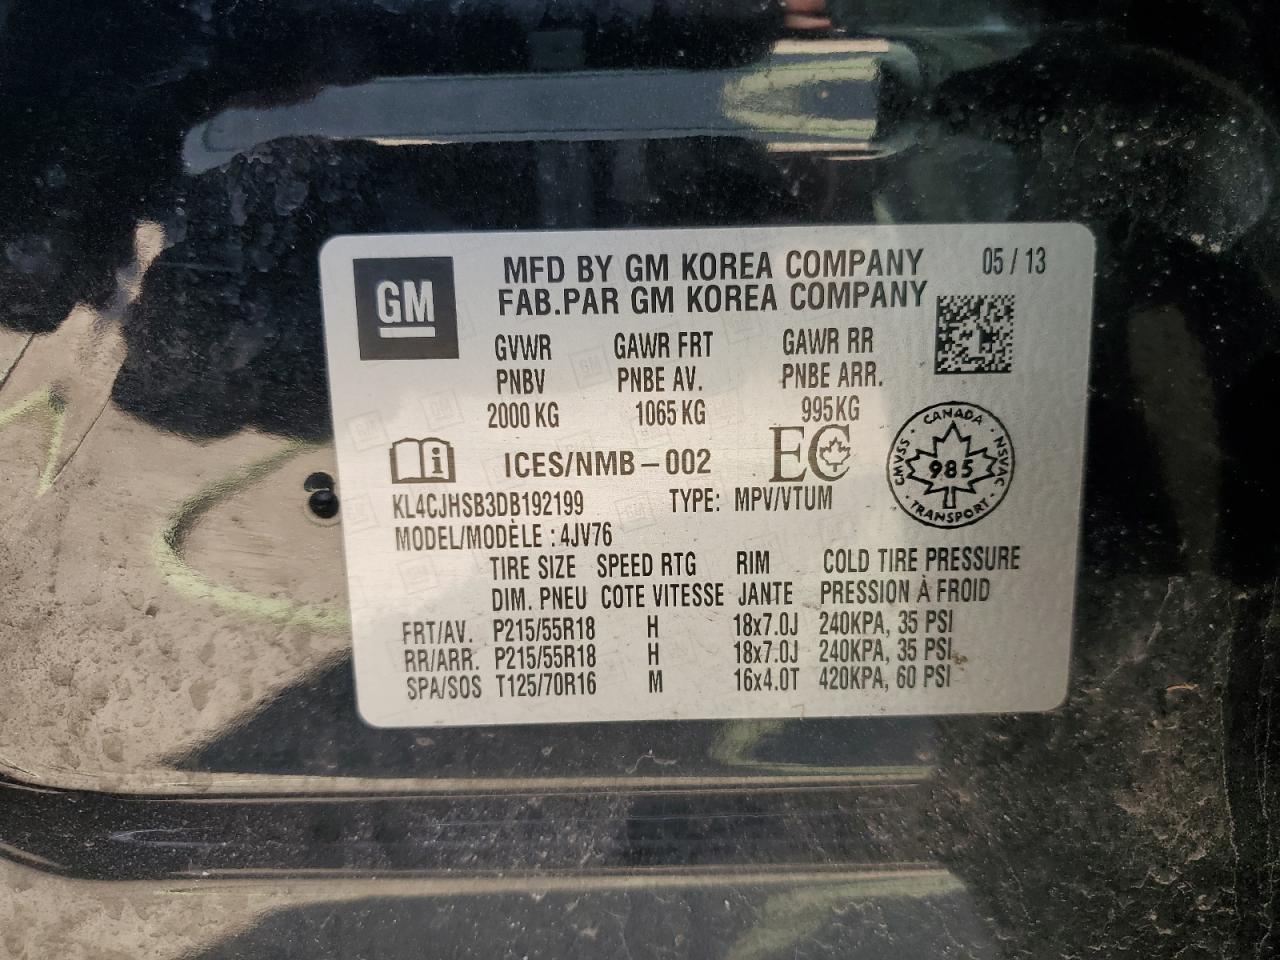 GM
MFD BY GM KOREA COMPANY 05 / 13
FAB.PAR GM KOREA COMPANY
GVWR GAWR FRT GAWR RR
PNBV PNBE AV. PNBE ARR.
2000 KG 1065 KG 995KG
i ICES/NMB-002 EC
CANADA CMVSS NSVAC 985 TRANSPORT
KL4CJHSB3DB192199 TYPE: MPV/VTUM
MODEL/MODÈLE : 4JV76
TIRE SIZE SPEED RTG RIM COLD TIRE PRESSURE
DIM. PNEU COTE VITESSE JANTE PRESSION À FROID
FRT/AV. P215/55R18 H 18x7.0J 240KPA, 35 PSI
RR/ARR. P215/55R18 H 18x7.0J 240KPA, 35 PSI
SPA/SOS T125/70R16 M 16x4.0T 420KPA, 60 PSI